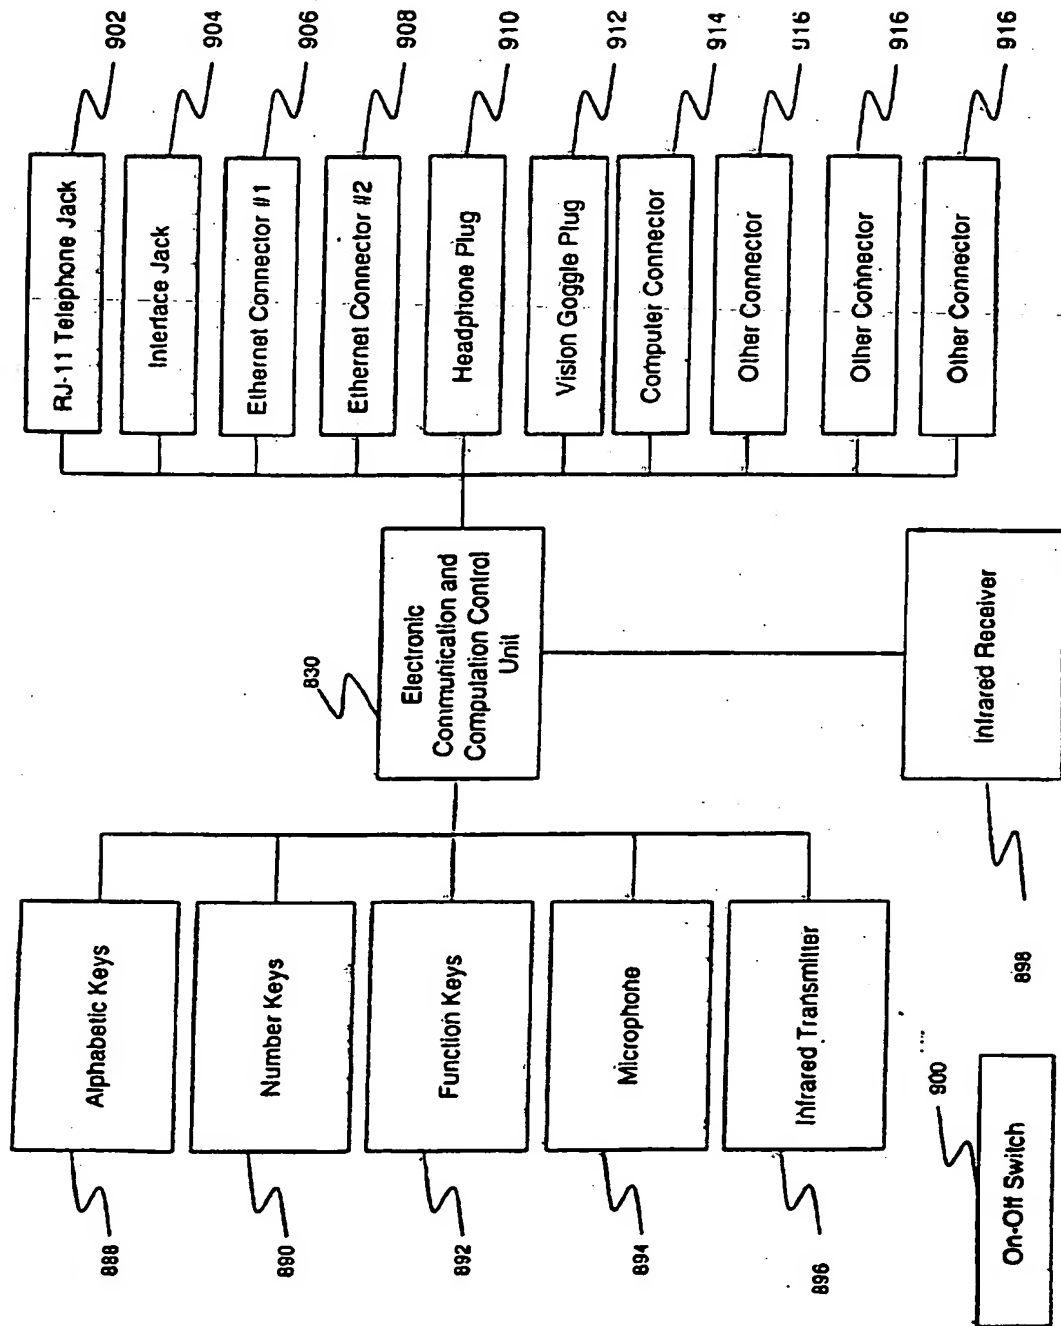 888
Alphabetic Keys
890
Number Keys
892
Function Keys
894
Microphone
896
Infrared Transmitter
900
On-Off Switch
830
Electronic
Communication and
Computation Control
Unit
898
Infrared Receiver
RJ-11 Telephone Jack
902
Interface Jack
904
Ethernet Connector #1
906
Ethernet Connector #2
908
Headphone Plug
910
Vision Goggle Plug
912
Computer Connector
914
Other Connector
916
Other Connector
916
Other Connector
916